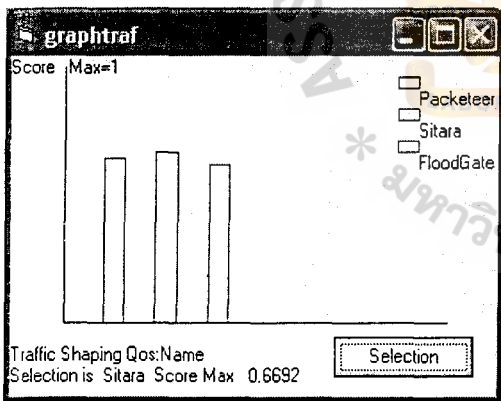 graphtraf
Score Max=1
Packeteer
Sitara
FloodGate
Traffic Shaping Qos:Name
Selection is Sitara Score Max 0.6692
Selection